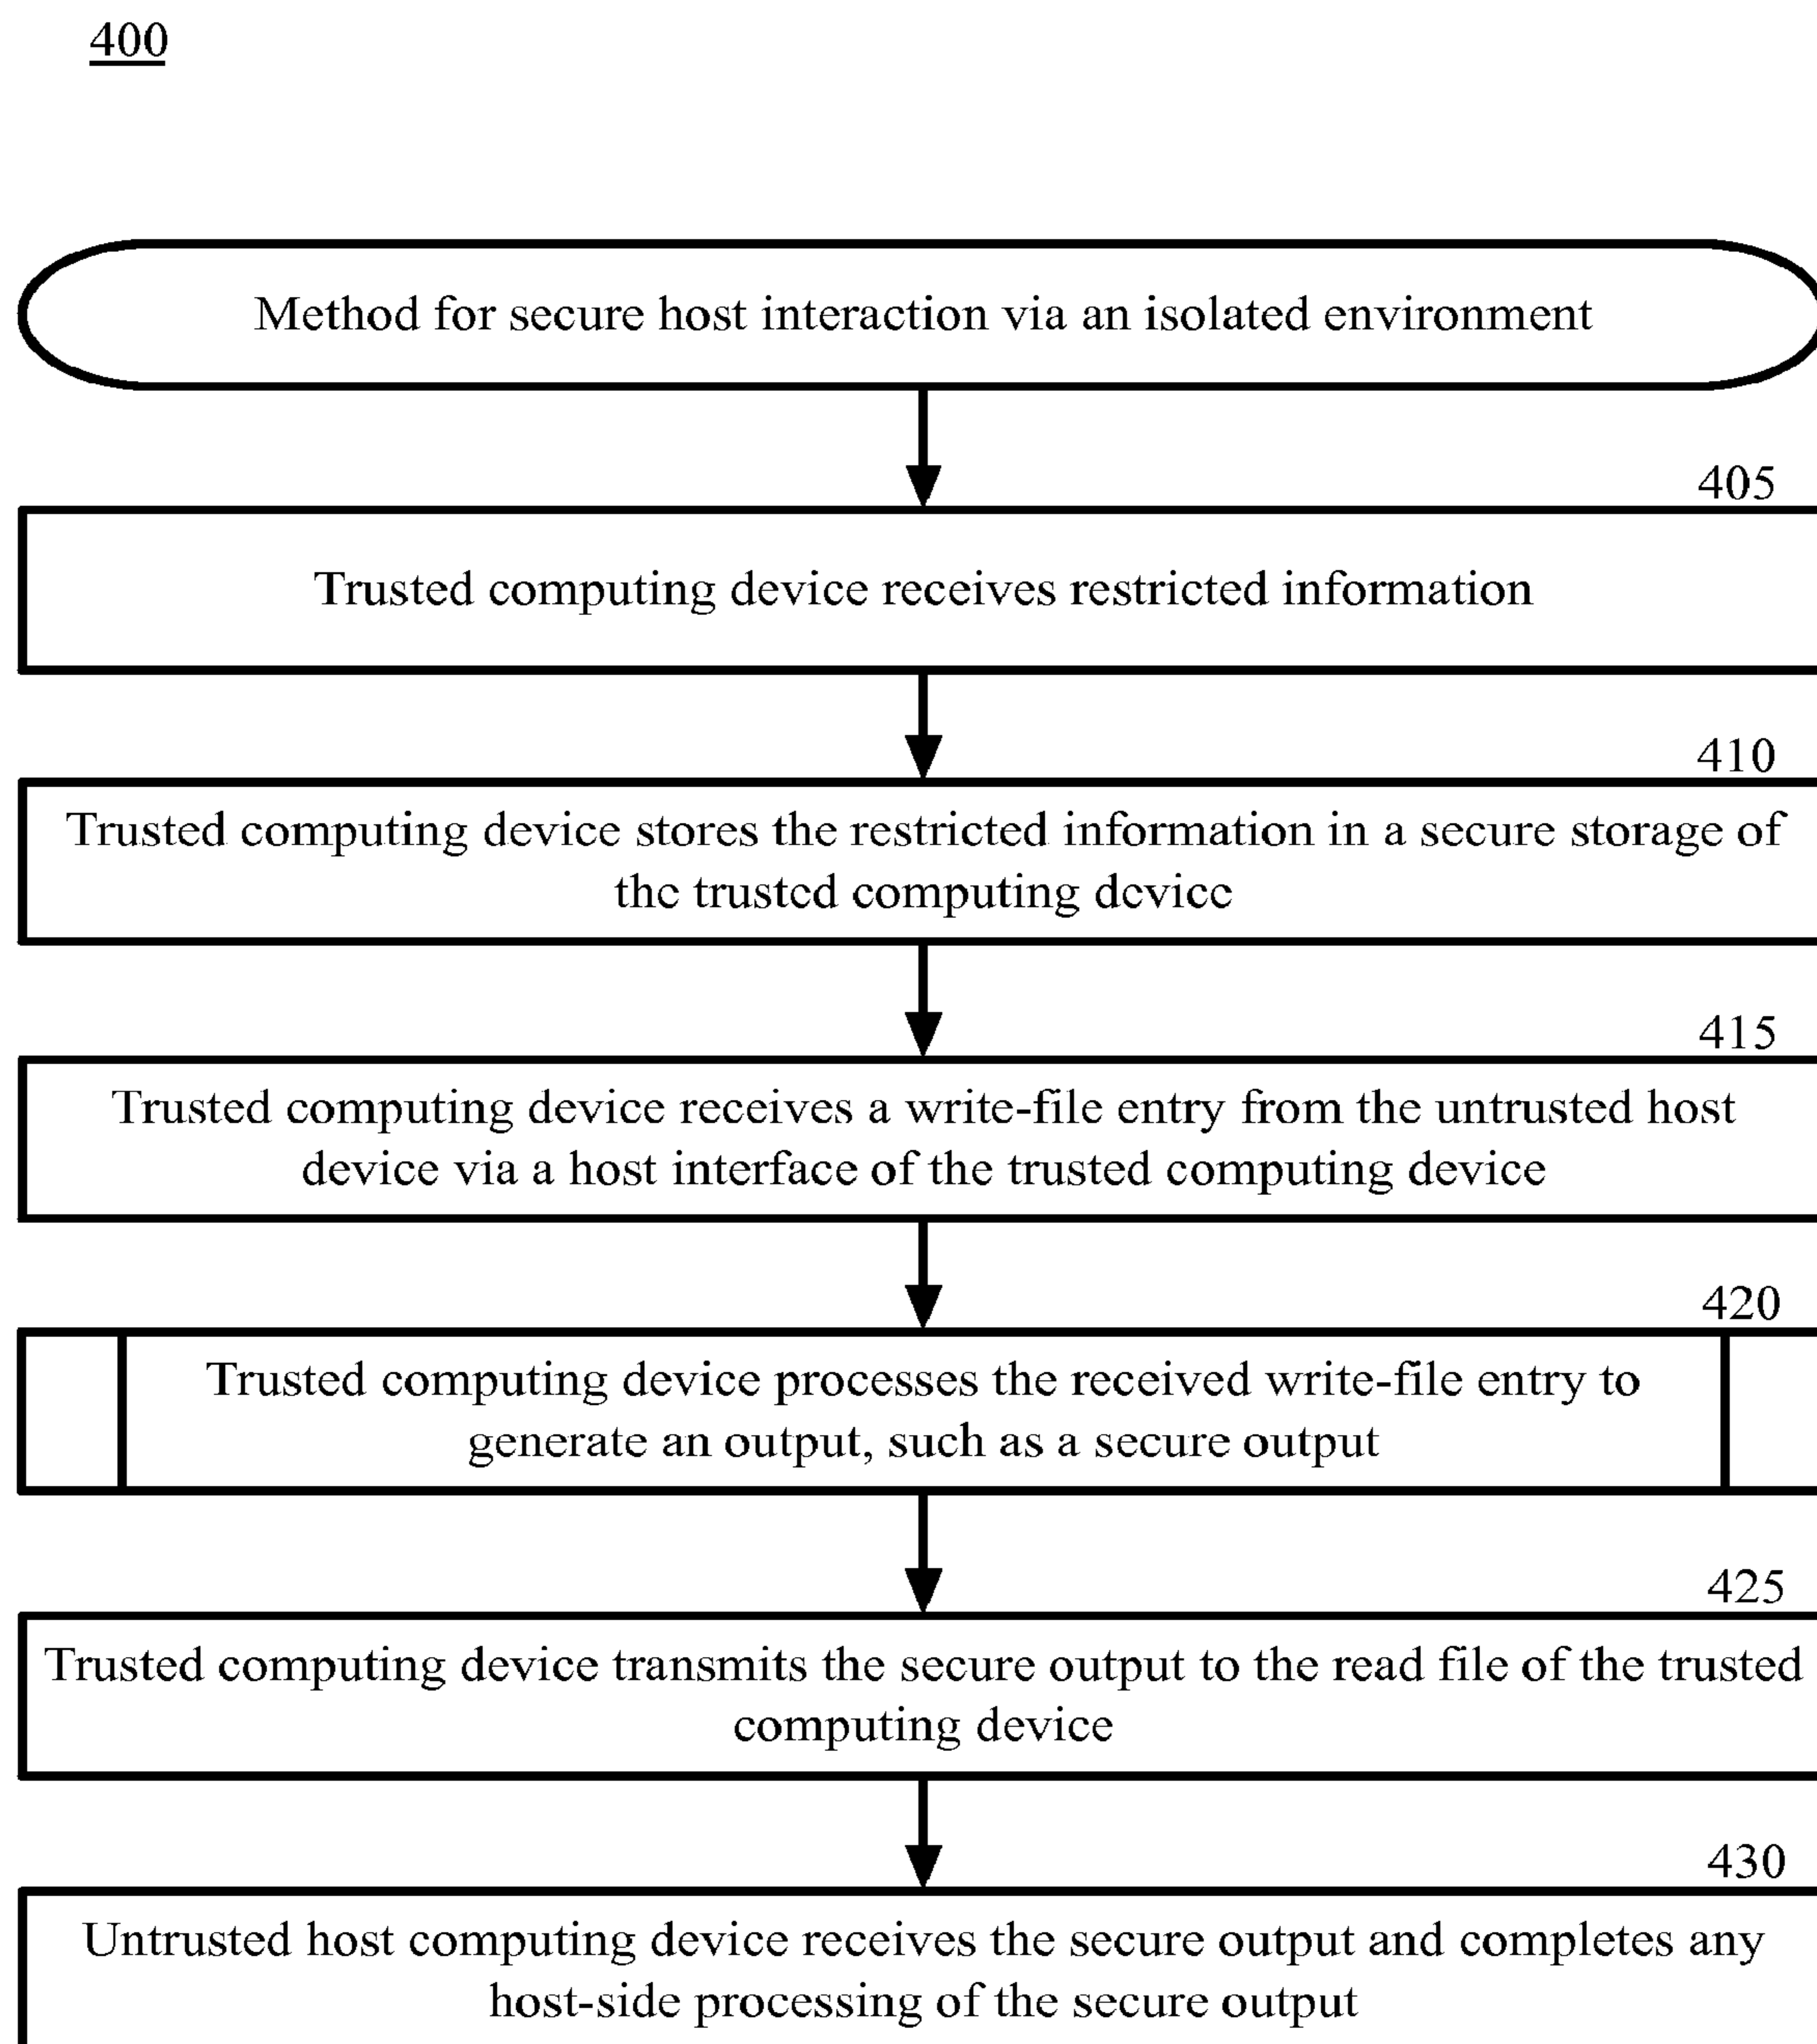 400
Method for secure host interaction via an isolated environment
405
Trusted computing device receives restricted information
410
Trusted computing device stores the restricted information in a secure storage of
the trusted computing device
415
Trusted computing device receives a write-file entry from the untrusted host
device via a host interface of the trusted computing device
420
Trusted computing device processes the received write-file entry to
generate an output, such as a secure output
425
Trusted computing device transmits the secure output to the read file of the trusted
computing device
430
Untrusted host computing device receives the secure output and completes any
host-side processing of the secure output